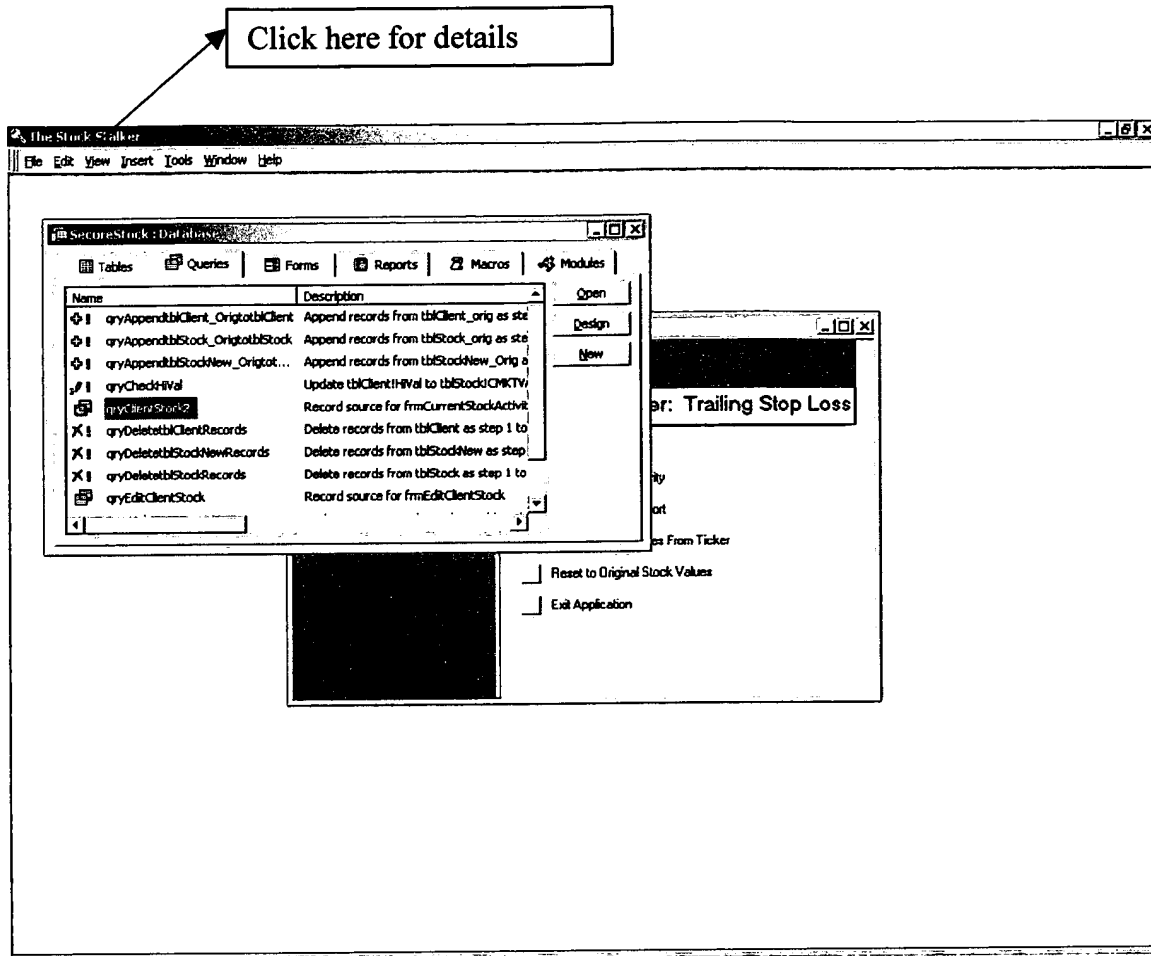 Click here for details
The Stock Stalker
File Edit View Insert Tools Window Help
SecureStock : Database
Tables Queries Forms Reports Macros Modules
Name Description
qryAppendtblClient_OrigtotblClient Append records from tblClient_orig as ste
qryAppendtblStock_OrigtotblStock Append records from tblStock_orig as ste
qryAppendtblStockNew_Origtot... Append records from tblStockNew_Orig a
qryCheckHiVal Update tblClient!HiVal to tblStock!CMKTV
qryClientStock2 Record source for frmCurrentStockActivit
qryDeletetblClientRecords Delete records from tblClient as step 1 to
qryDeletetblStockNewRecords Delete records from tblStockNew as step
qryDeletetblStockRecords Delete records from tblStock as step 1 to
qryEditClientStock Record source for frmEditClientStock
Open
Design
New
er: Trailing Stop Loss
ity
ort
es From Ticker
Reset to Original Stock Values
Exit Application